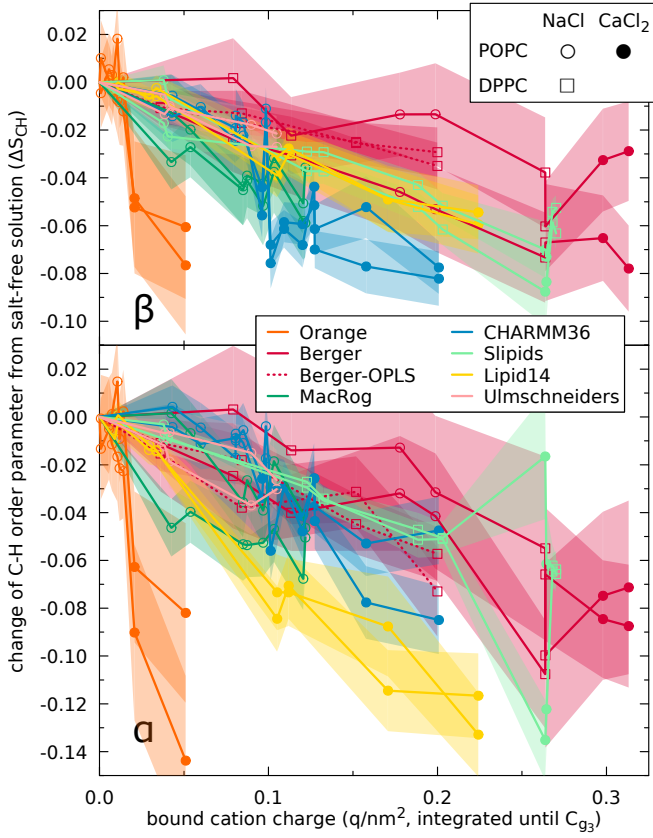 NaCl CaCl2
POPC
DPPC
0.02
0.00
-0.02
-0.04
-0.06
-0.08
-0.10
β
Orange
Berger
Berger-OPLS
MacRog
CHARMM36
Slipids
Lipid14
Ulmschneiders
0.02
0.00
-0.02
-0.04
-0.06
-0.08
-0.10
-0.12
-0.14
α
change of C-H order parameter from salt-free solution (ΔSCH)
0.0 0.1 0.2 0.3
bound cation charge (q/nm2, integrated until Cg3)